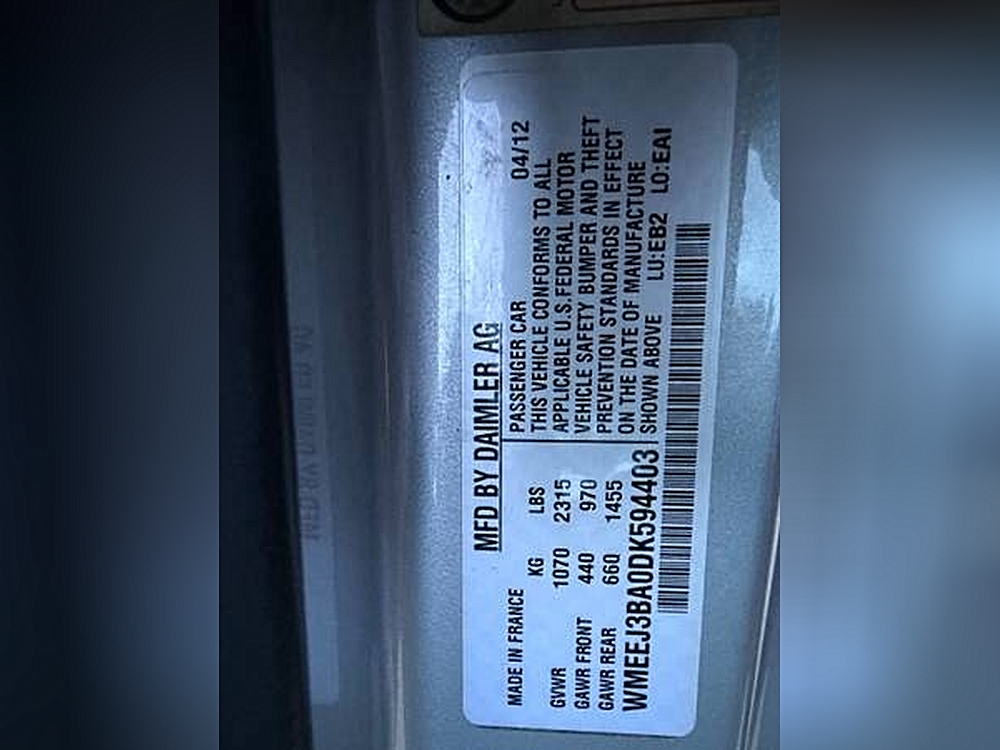 MFD BY DAIMLER AG
MADE IN FRANCE
KG LBS
GVWR 1070 2315
GAWR FRONT 440 970
GAWR REAR 660 1455
PASSENGER CAR 04/12
THIS VEHICLE CONFORMS TO ALL
APPLICABLE U.S.FEDERAL MOTOR
VEHICLE SAFETY BUMPER AND THEFT
PREVENTION STANDARDS IN EFFECT
ON THE DATE OF MANUFACTURE
SHOWN ABOVE LU:EB2 LO:EAI
WMEEJ3BA0DK594403